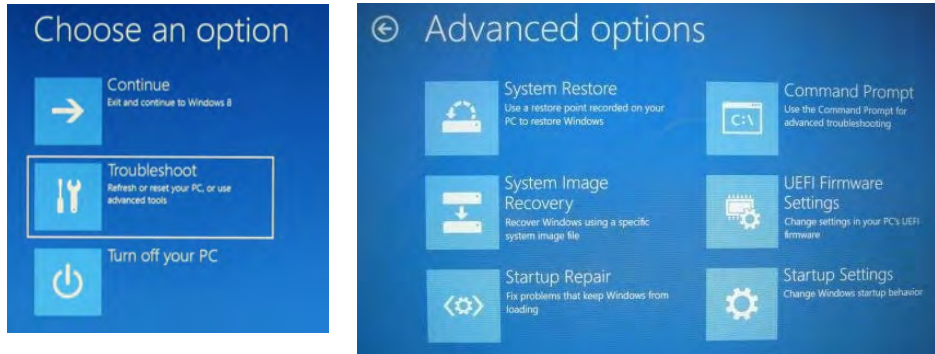 Choose an option
Continue
Exit and continue to Windows 8
Troubleshoot
Refresh or reset your PC, or use
advanced tools
Turn off your PC
Advanced options
System Restore
Use a restore point recorded on your
PC to restore Windows
System Image
Recovery
Recover Windows using a specific
system image file
Startup Repair
Fix problems that keep Windows from
loading
Command Prompt
Use the Command Prompt for
advanced troubleshooting
C:\
UEFI Firmware
Settings
Change settings in your PC's UEFI
firmware
Startup Settings
Change Windows startup behavior